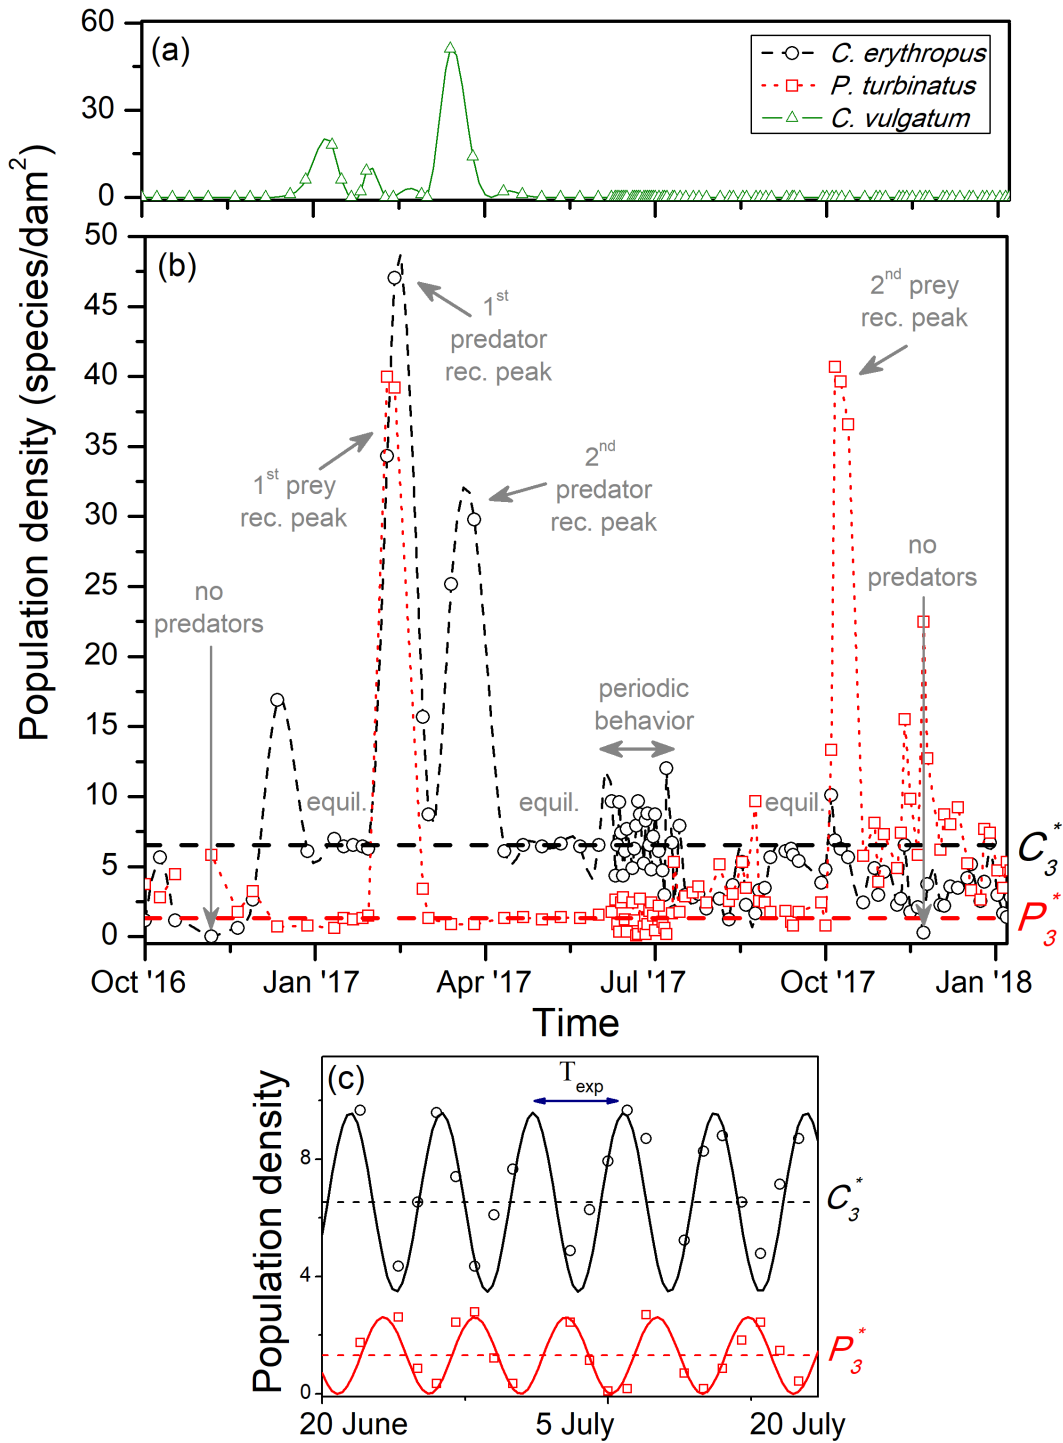 60
(a)
C. erythropus
P. turbinatus
C. vulgatum
30
0
Population density (species/dam²)
50
(b)
2nd prey
rec. peak
45
1st
predator
rec. peak
40
35
1st prey
rec. peak
2nd
predator
rec. peak
30
no
predators
25
no
predators
20
periodic
behavior
15
10
equil.
equil.
equil.
C3*
5
P3*
0
Oct '16
Jan '17
Apr '17
Jul '17
Oct '17
Jan '18
Time
(c)
Texp
Population density
8
C3*
4
P3*
0
20 June
5 July
20 July